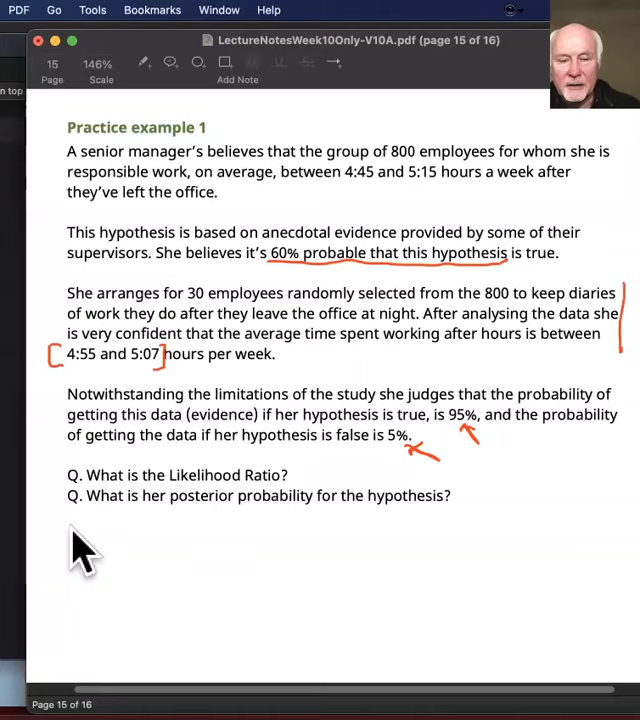 PDF Go Tools Bookmarks Window Help
LectureNotesWeek10Only-V10A.pdf (page 15 of 16)
15 146%
Page Scale Add Note
n top
Practice example 1
A senior manager's believes that the group of 800 employees for whom she is
responsible work, on average, between 4:45 and 5:15 hours a week after
they've left the office.
This hypothesis is based on anecdotal evidence provided by some of their
supervisors. She believes it's 60% probable that this hypothesis is true.
She arranges for 30 employees randomly selected from the 800 to keep diaries
of work they do after they leave the office at night. After analysing the data she
is very confident that the average time spent working after hours is between
4:55 and 5:07 hours per week.
Notwithstanding the limitations of the study she judges that the probability of
getting this data (evidence) if her hypothesis is true, is 95%, and the probability
of getting the data if her hypothesis is false is 5%.
Q. What is the Likelihood Ratio?
Q. What is her posterior probability for the hypothesis?
Page 15 of 16